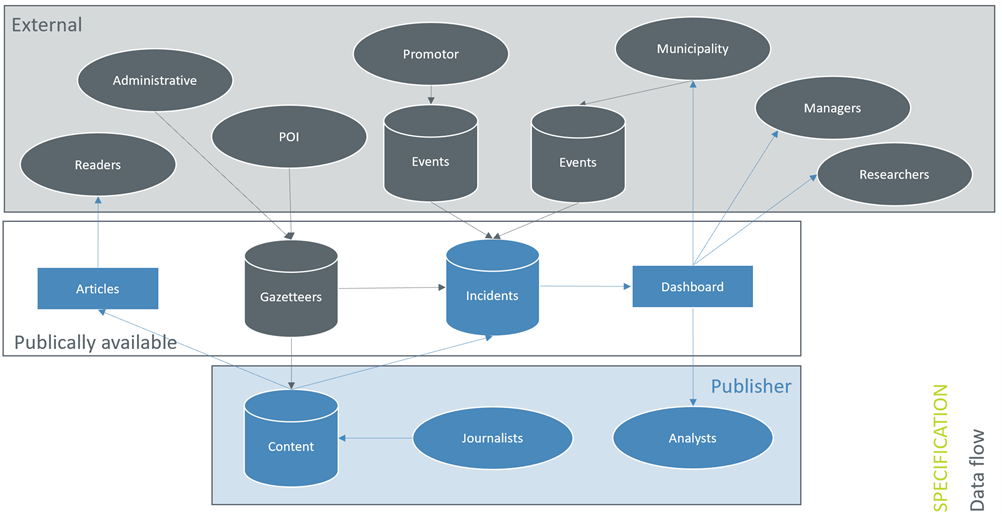 External
Promotor
Municipality
Administrative
Managers
POI
Events
Events
Readers
Researchers
Articles
Gazetteers
Incidents
Dashboard
Publically available
Publisher
Content
Journalists
Analysts
SPECIFICATION
Data flow